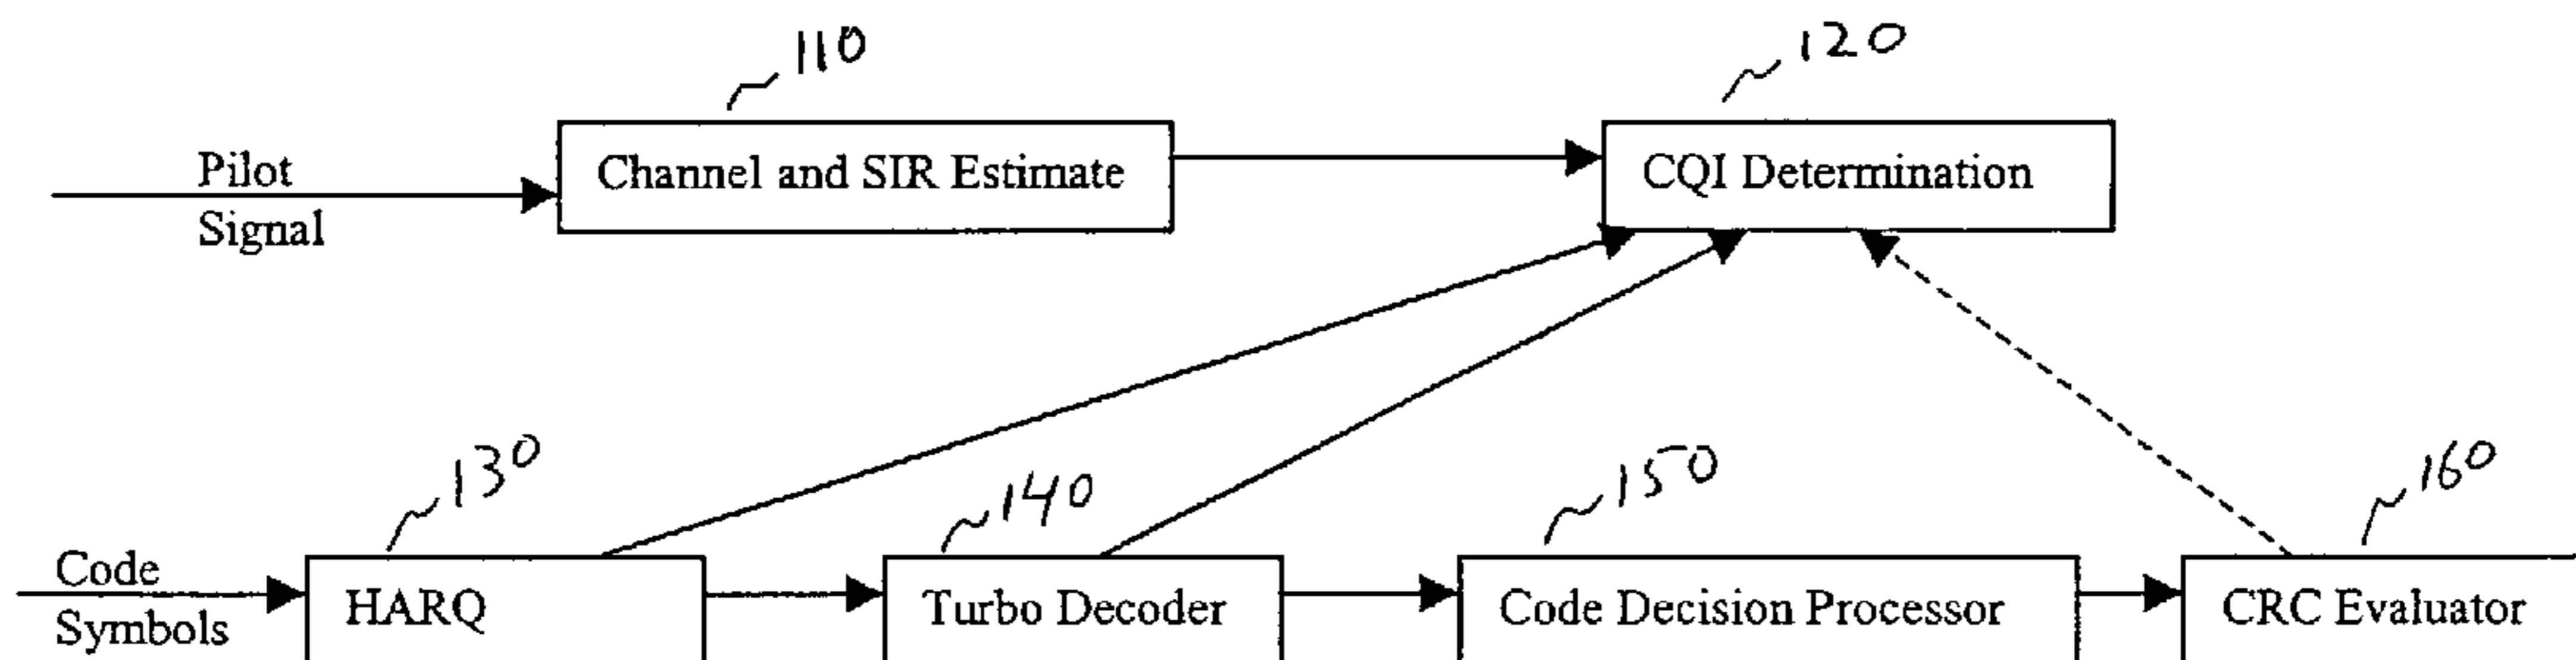 110
120
Pilot
Signal
Channel and SIR Estimate
CQI Determination
130
140
150
160
Code
Symbols
HARQ
Turbo Decoder
Code Decision Processor
CRC Evaluator